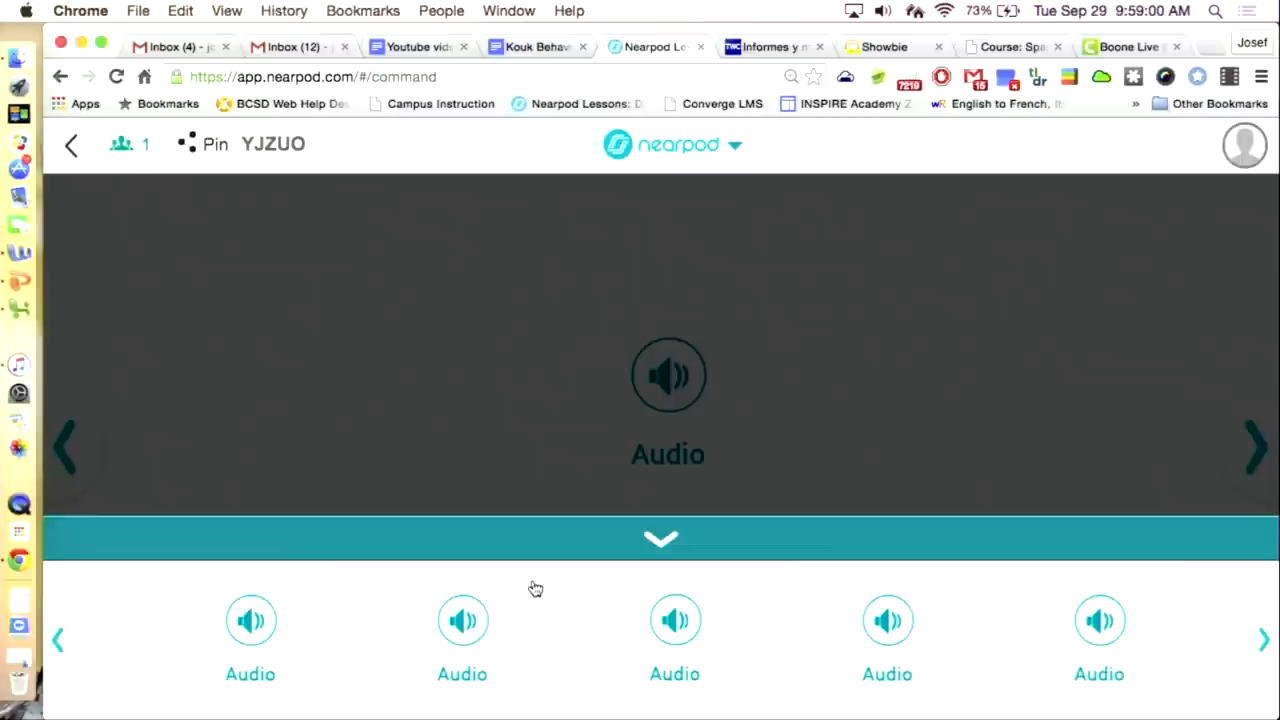 Chrome File Edit View History Bookmarks People Window Help 73% Tue Sep 29 9:59:00 AM
Inbox (4) - jo Inbox (12) - Youtube vids Kouk Behav Nearpod Le Informes y m Showbie Course: Spa Boone Live Josef
https://app.nearpod.com/#/command
Apps Bookmarks BCSD Web Help De Campus Instruction Nearpod Lessons: D Converge LMS INSPIRE Academy Z English to French, It » Other Bookmarks
1 Pin YJZUO nearpod
Audio
Audio Audio Audio Audio Audio